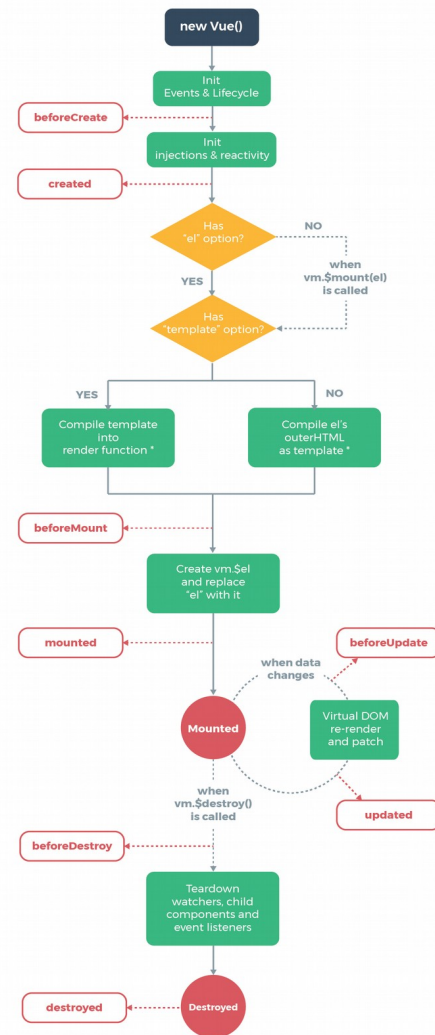 new Vue()
Init
Events & Lifecycle
beforeCreate
Init
injections & reactivity
created
Has
"el" option?
NO
when
vm.$mount(el)
is called
YES
Has
"template" option?
YES
NO
Compile template
into
render function *
Compile el's
outerHTML
as template *
beforeMount
Create vm.$el
and replace
"el" with it
mounted
beforeUpdate
when data
changes
Mounted
Virtual DOM
re-render
and patch
when
vm.$destroy()
is called
updated
beforeDestroy
Teardown
watchers, child
components and
event listeners
destroyed
Destroyed